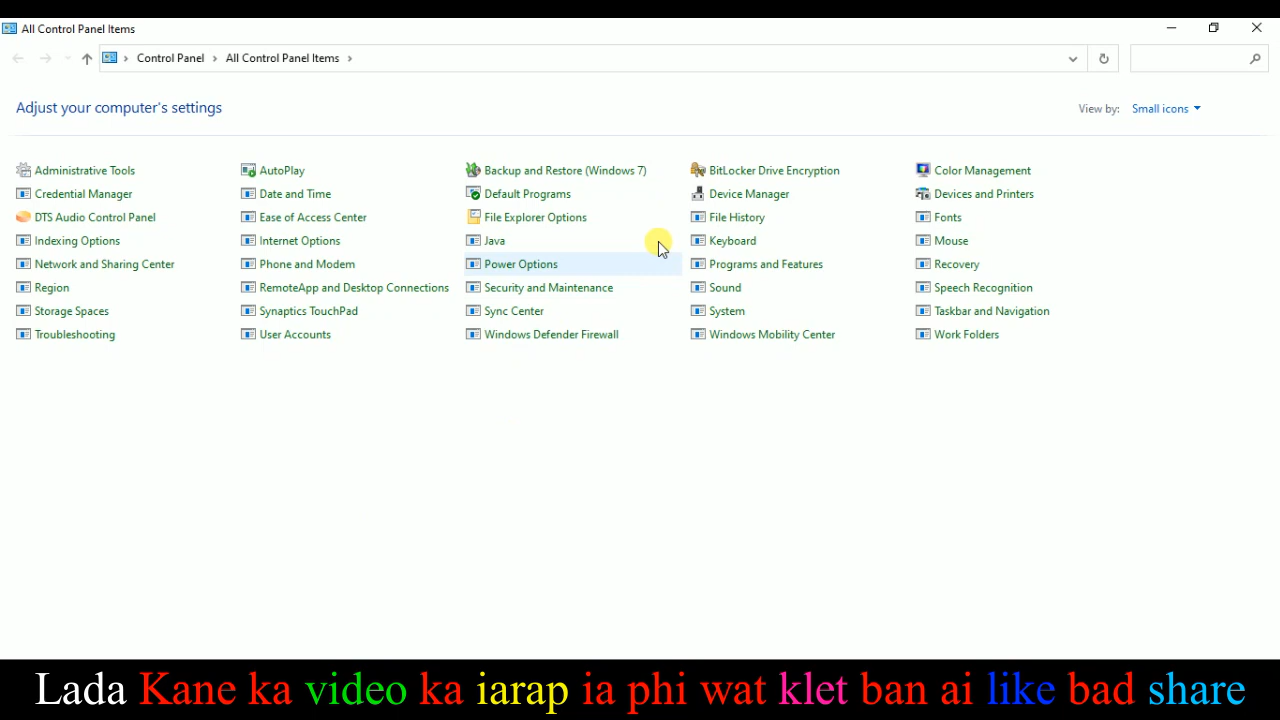 All Control Panel Items
Control Panel › All Control Panel Items ›
Adjust your computer's settings
View by: Small icons
Administrative Tools AutoPlay Backup and Restore (Windows 7) BitLocker Drive Encryption Color Management
Credential Manager Date and Time Default Programs Device Manager Devices and Printers
DTS Audio Control Panel Ease of Access Center File Explorer Options File History Fonts
Indexing Options Internet Options Java Keyboard Mouse
Network and Sharing Center Phone and Modem Power Options Programs and Features Recovery
Region RemoteApp and Desktop Connections Security and Maintenance Sound Speech Recognition
Storage Spaces Synaptics TouchPad Sync Center System Taskbar and Navigation
Troubleshooting User Accounts Windows Defender Firewall Windows Mobility Center Work Folders
Lada Kane ka video ka iarap ia phi wat klet ban ai like bad share